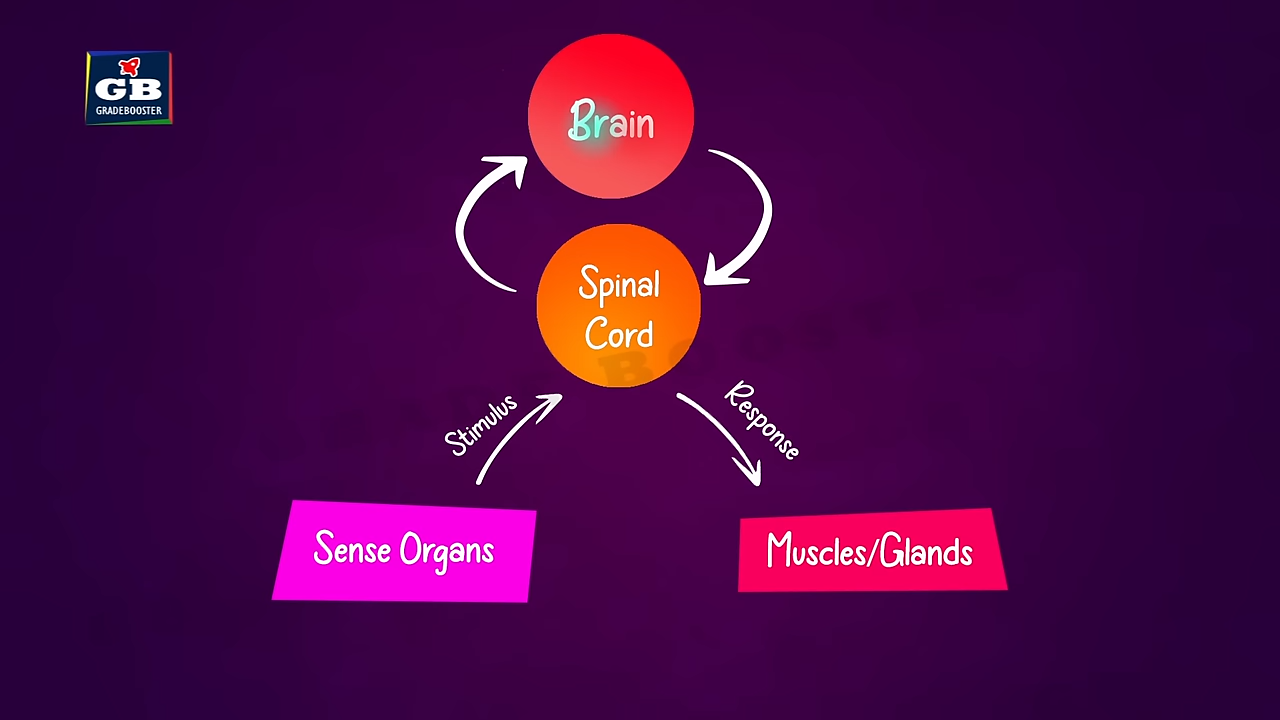 GB
GRADEBOOSTER
Brain
Spinal
Cord
Stimulus
Response
Sense Organs
Muscles/Glands